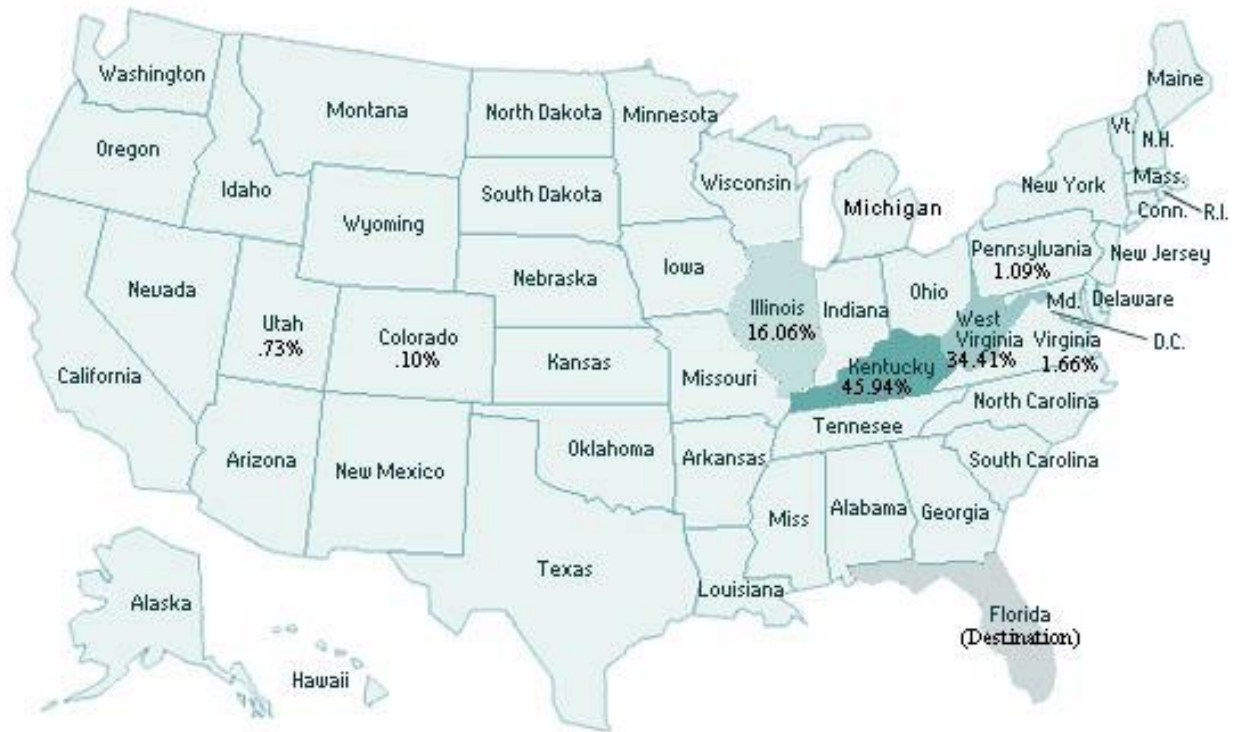 Washington
Montana
North Dakota
Minnesota
Maine
Oregon
Idaho
Vt.
N.H.
Wisconsin
South Dakota
New York
Mass.
Wyoming
Michigan
Conn.
R.I.
Nebraska
Iowa
Pennsylvania
1.09%
New Jersey
Nevada
Ohio
Illinois
16.06%
Indiana
Md.
Delaware
Utah
.73%
Colorado
.10%
West
Virginia
34.41%
Virginia
1.66%
D.C.
California
Kansas
Missouri
Kentucky
45.94%
North Carolina
Tennesee
Arizona
New Mexico
Oklahoma
Arkansas
South Carolina
Miss
Alabama
Georgia
Texas
Louisiana
Alaska
Florida
(Destination)
Hawaii